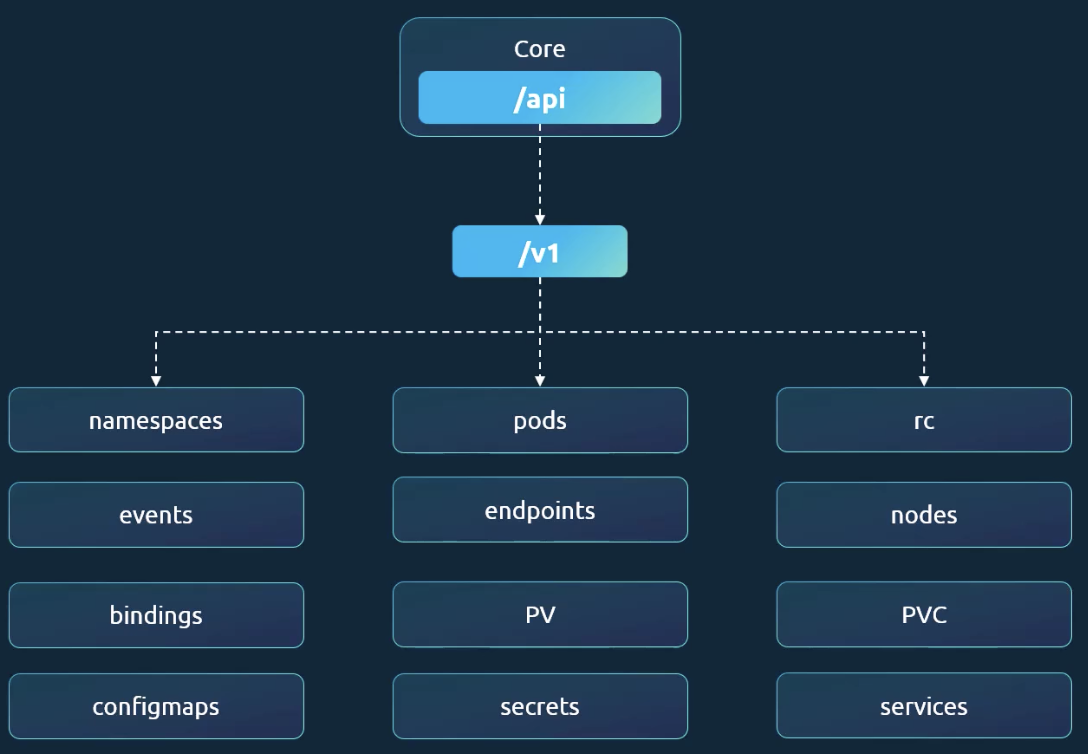 Core
/api
/v1
namespaces
pods
rc
events
endpoints
nodes
bindings
PV
PVC
configmaps
secrets
services